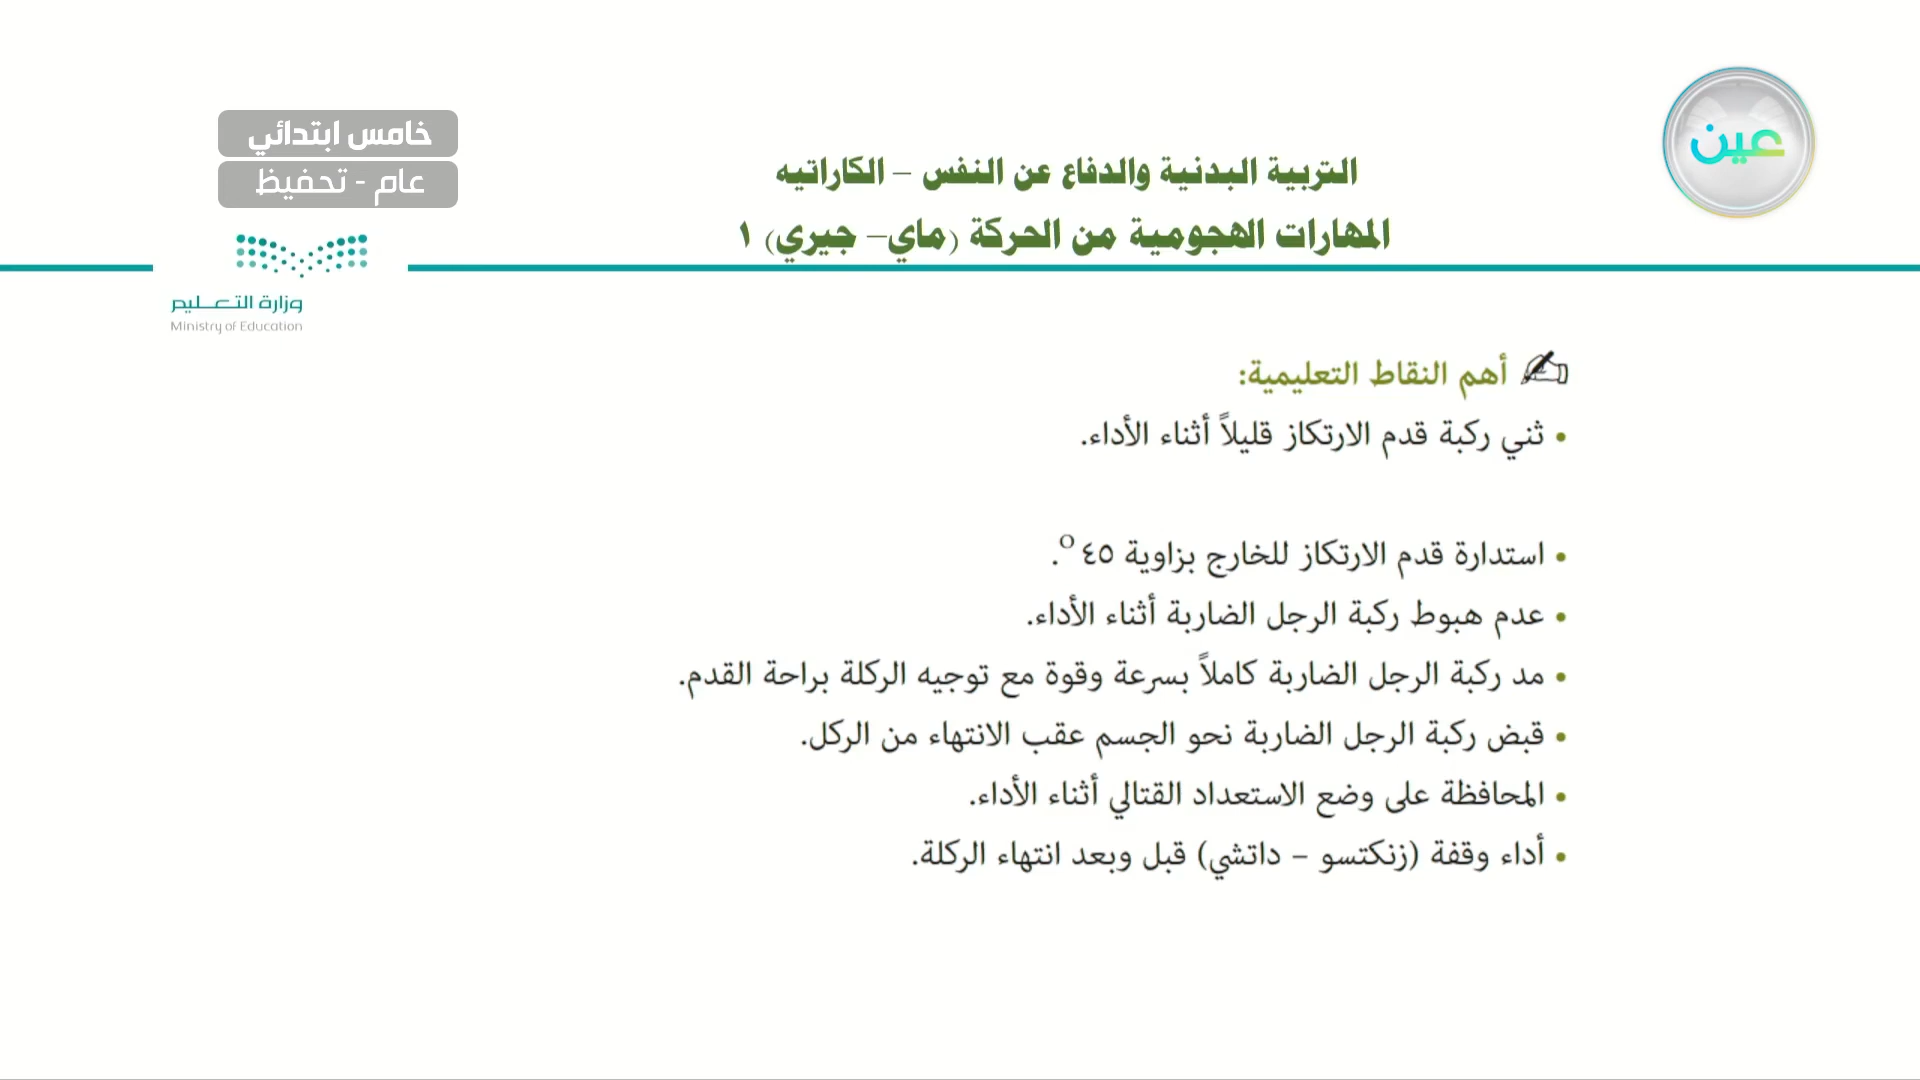 عين
خامس ابتدائي
عام - تحفيظ
التربية البدنية والدفاع عن النفس – الكاراتيه
المهارات الهجومية من الحركة (ماي– جيري) ١
وزارة التعليم
Ministry of Education
أهم النقاط التعليمية:
• ثني ركبة قدم الارتكاز قليلاً أثناء الأداء.
• استدارة قدم الارتكاز للخارج بزاوية ٤٥ O.
• عدم هبوط ركبة الرجل الضاربة أثناء الأداء.
• مد ركبة الرجل الضاربة كاملاً بسرعة وقوة مع توجيه الركلة براحة القدم.
• قبض ركبة الرجل الضاربة نحو الجسم عقب الانتهاء من الركل.
• المحافظة على وضع الاستعداد القتالي أثناء الأداء.
• أداء وقفة (زنكتسو – داتشي) قبل وبعد انتهاء الركلة.